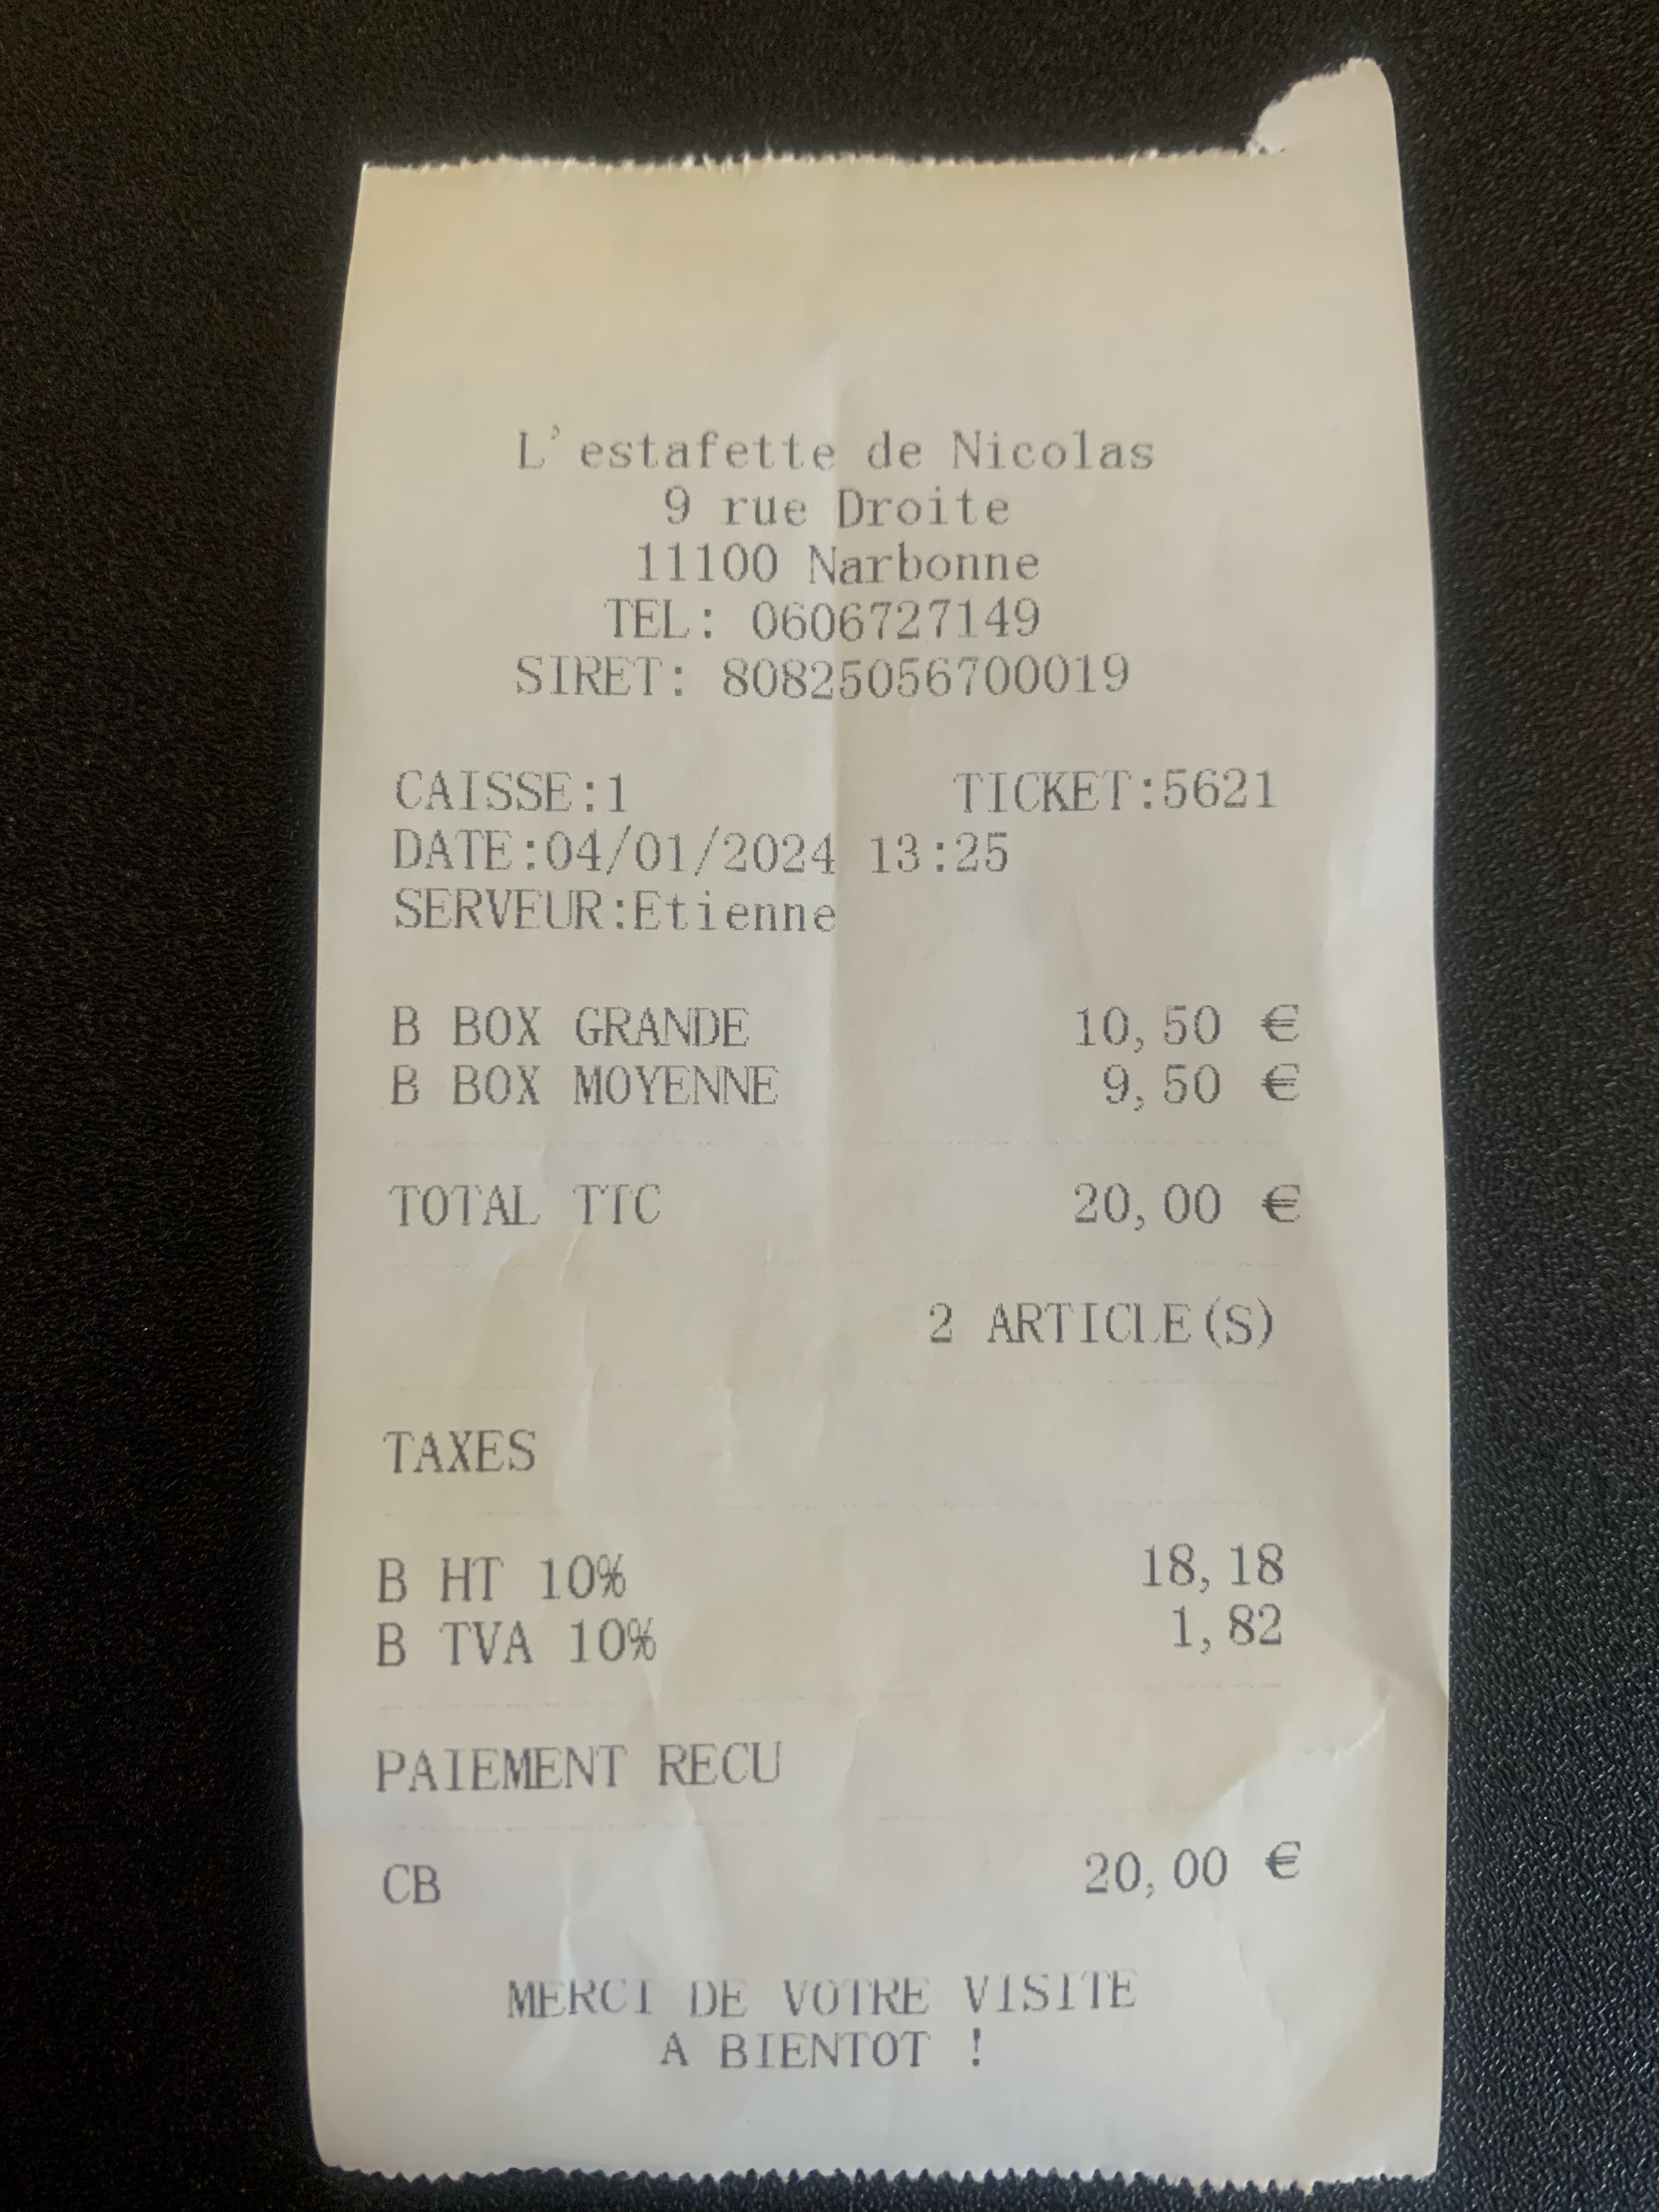 L'estafette de Nicolas
9 rue Droite
11100 Narbonne
TEL: 0606727149
SIRET: 80825056700019
CAISSE:1 TICKET:5621
DATE:04/01/2024 13:25
SERVEUR:Etienne
B BOX GRANDE 10,50 €
B BOX MOYENNE 9,50 €
TOTAL TTC 20,00 €
2 ARTICLE(S)
TAXES
B HT 10% 18,18
B TVA 10% 1,82
PAIEMENT RECU
CB 20,00 €
MERCI DE VOTRE VISITE
A BIENTOT !